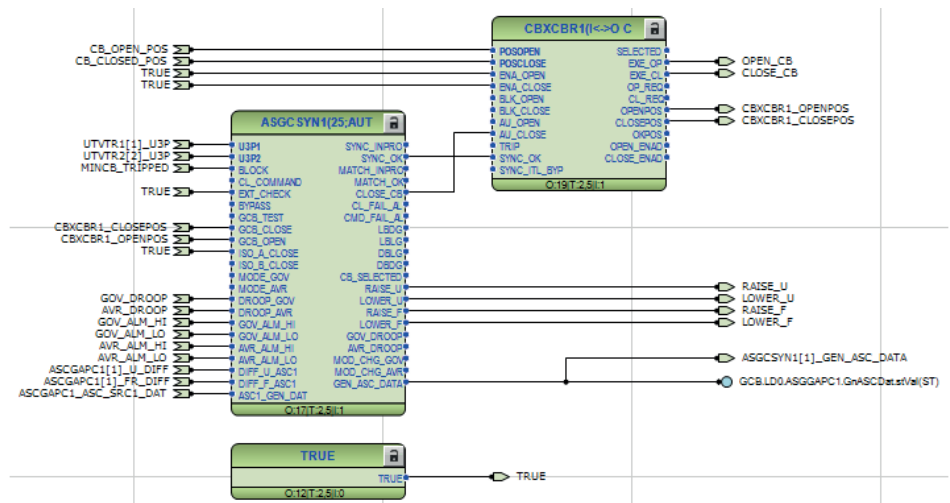 CBXCBR1(I<->O C
CB_OPEN_POS
CB_CLOSED_POS
TRUE
TRUE
POSOPEN
POSCLOSE
ENA_OPEN
ENA_CLOSE
BLK_OPEN
BLK_CLOSE
AU_OPEN
AU_CLOSE
TRIP
SYNC_OK
SYNC_ITL_BYP
SELECTED
EXE_OP
EXE_CL
OP_REQ
CL_REQ
OPENPOS
CLOSEPOS
OKPOS
OPEN_ENAD
CLOSE_ENAD
O:19|T:2,5|I:1
OPEN_CB
CLOSE_CB
CBXCBR1_OPENPOS
CBXCBR1_CLOSEPOS
ASGCSYN1(25;AUT
UTVTR1[1]_U3P
UTVTR2[2]_U3P
MINCB_TRIPPED
TRUE
CBXCBR1_CLOSEPOS
CBXCBR1_OPENPOS
TRUE
GOV_DROOP
AVR_DROOP
GOV_ALM_HI
GOV_ALM_LO
AVR_ALM_HI
AVR_ALM_LO
ASCGAPC1[1]_U_DIFF
ASCGAPC1[1]_FR_DIFF
ASCGAPC1_ASC_SRC1_DAT
U3P1
U3P2
BLOCK
CL_COMMAND
EXT_CHECK
BYPASS
GCB_TEST
GCB_CLOSE
GCB_OPEN
ISO_A_CLOSE
ISO_B_CLOSE
MODE_GOV
MODE_AVR
DROOP_GOV
DROOP_AVR
GOV_ALM_HI
GOV_ALM_LO
AVR_ALM_HI
AVR_ALM_LO
DIFF_U_ASC1
DIFF_F_ASC1
ASC1_GEN_DAT
SYNC_INPRO
SYNC_OK
MATCH_INPRO
MATCH_OK
CLOSE_CB
CL_FAIL_AL
CMD_FAIL_AL
LBDG
LBLG
DBLG
DBDG
CB_SELECTED
RAISE_U
LOWER_U
RAISE_F
LOWER_F
GOV_DROOP
AVR_DROOP
MOD_CHG_GOV
MOD_CHG_AVR
GEN_ASC_DATA
O:17|T:2,5|I:1
RAISE_U
LOWER_U
RAISE_F
LOWER_F
ASGCSYN1[1]_GEN_ASC_DATA
GCB.LD0.ASGGAPC1.GnASCDat.stVal(ST)
TRUE
TRUE
O:12|T:2,5|I:0
TRUE